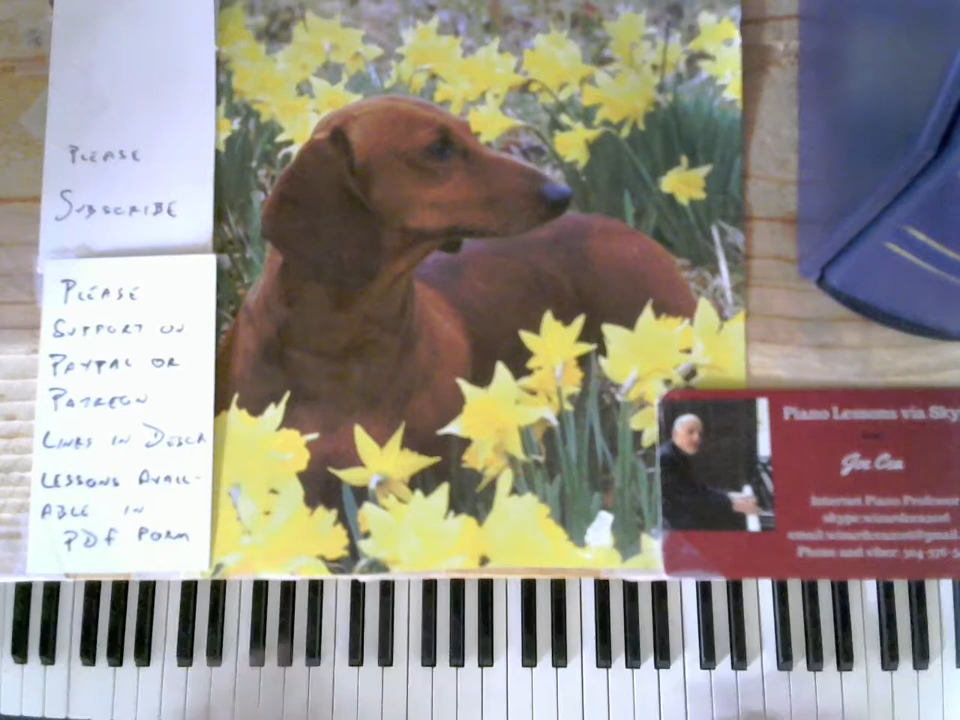 PLEASE
SUBSCRIBE
PLEASE
SUPPORT ON
PAYPAL OR
PATREON
LINKS IN DESCR
LESSONS AVAIL-
ABLE IN
PDF FORM
Piano Lessons via Sky
Joe Cea
Internet Piano Professor